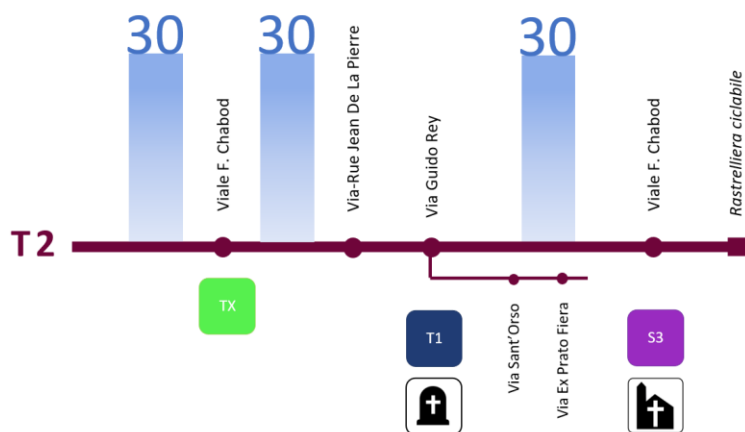 30
30
30
Viale F. Chabod
Via-Rue Jean De La Pierre
Via Guido Rey
Viale F. Chabod
Rastrelliera ciclabile
T2
TX
T1
Via Sant'Orso
Via Ex Prato Fiera
S3